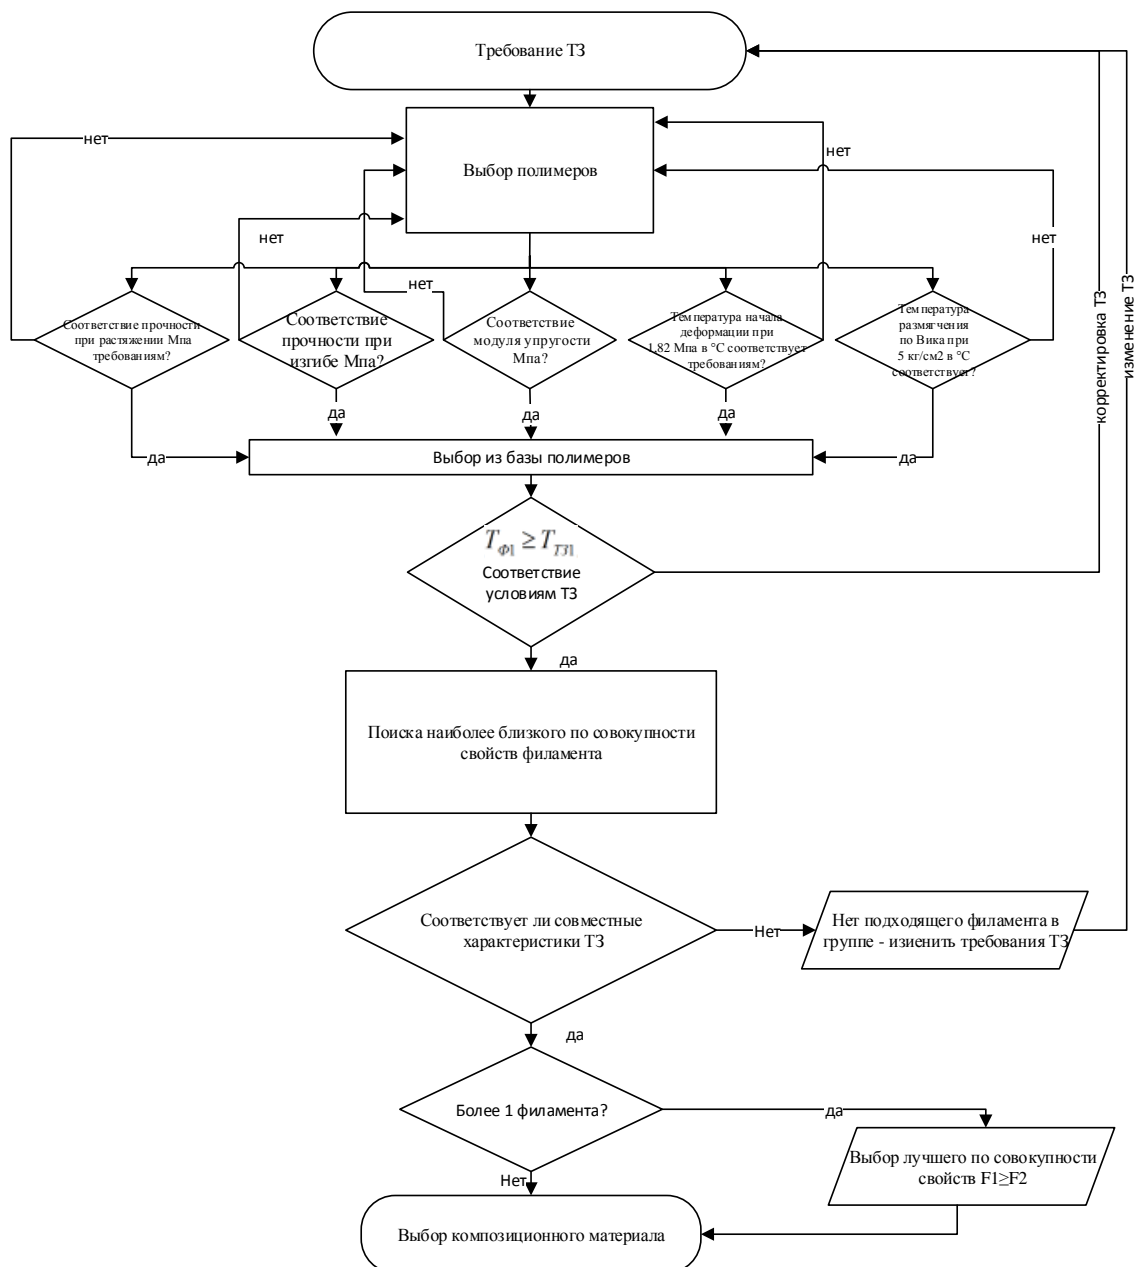 Требование ТЗ
нет
Выбор полимеров
нет
нет
нет
нет
Соответствие прочности
при растяжении Мпа
требованиям?
Соответствие
прочности при
изгибе Мпа?
Соответствие
модуля упругости
Мпа?
Температура начала
деформации при
1,82 Мпа в °С соответствует
требованиям?
Температура
размягчения
по Вика при
5 кг/см2 в °С
соответствует?
корректировка ТЗ
изменение ТЗ
да
да
да
да
да
Выбор из базы полимеров
TФ1 ≥ TТЗ1
Соответствие
условиям ТЗ
да
Поиска наиболее близкого по совокупности
свойств филамента
Соответствует ли совместные
характеристики ТЗ
Нет
Нет подходящего филамента в
группе - изиенить требования ТЗ
да
Более 1 филамента?
да
Выбор лучшего по совокупности
свойств F1≥F2
Нет
Выбор композиционного материала